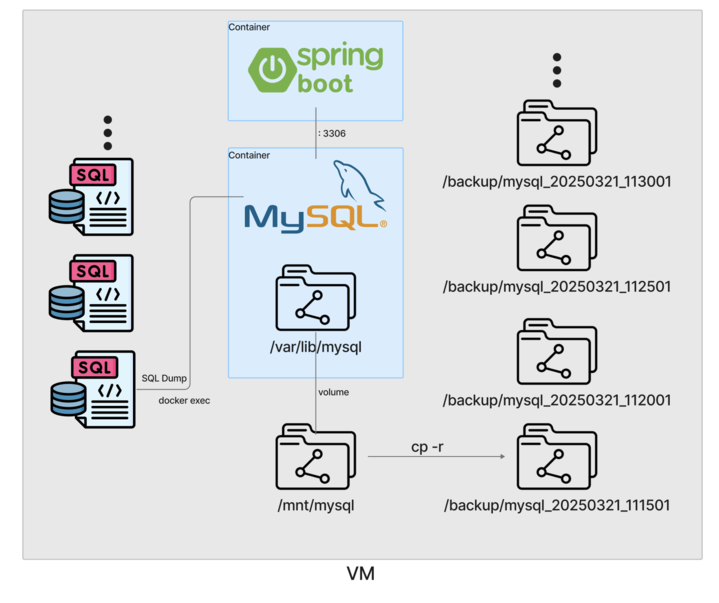 Container
spring
boot
: 3306
Container
MySQL®
/var/lib/mysql
SQL
SQL
SQL
SQL Dump
docker exec
volume
/mnt/mysql
cp -r
/backup/mysql_20250321_113001
/backup/mysql_20250321_112501
/backup/mysql_20250321_112001
/backup/mysql_20250321_111501
VM